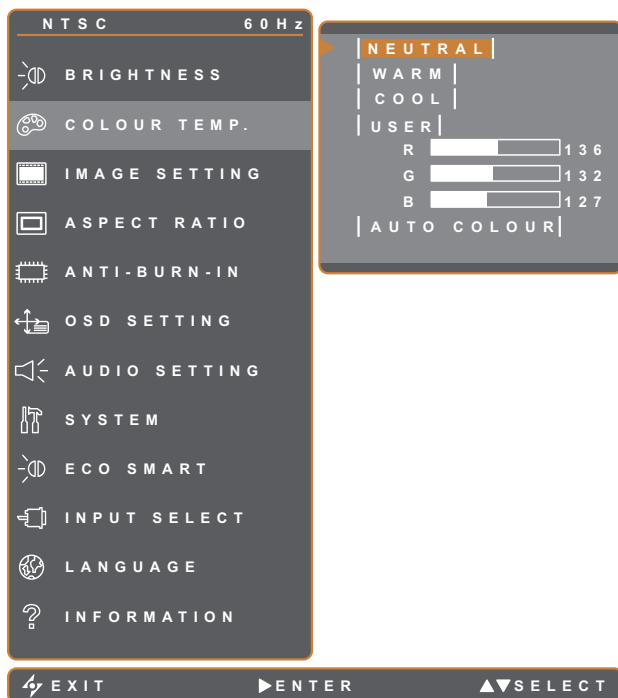 NTSC 60Hz
BRIGHTNESS
COLOUR TEMP.
IMAGE SETTING
ASPECT RATIO
ANTI-BURN-IN
OSD SETTING
AUDIO SETTING
SYSTEM
ECO SMART
INPUT SELECT
LANGUAGE
INFORMATION
NEUTRAL
WARM
COOL
USER
R 136
G 132
B 127
AUTO COLOUR
EXIT ▶ENTER ▲▼SELECT